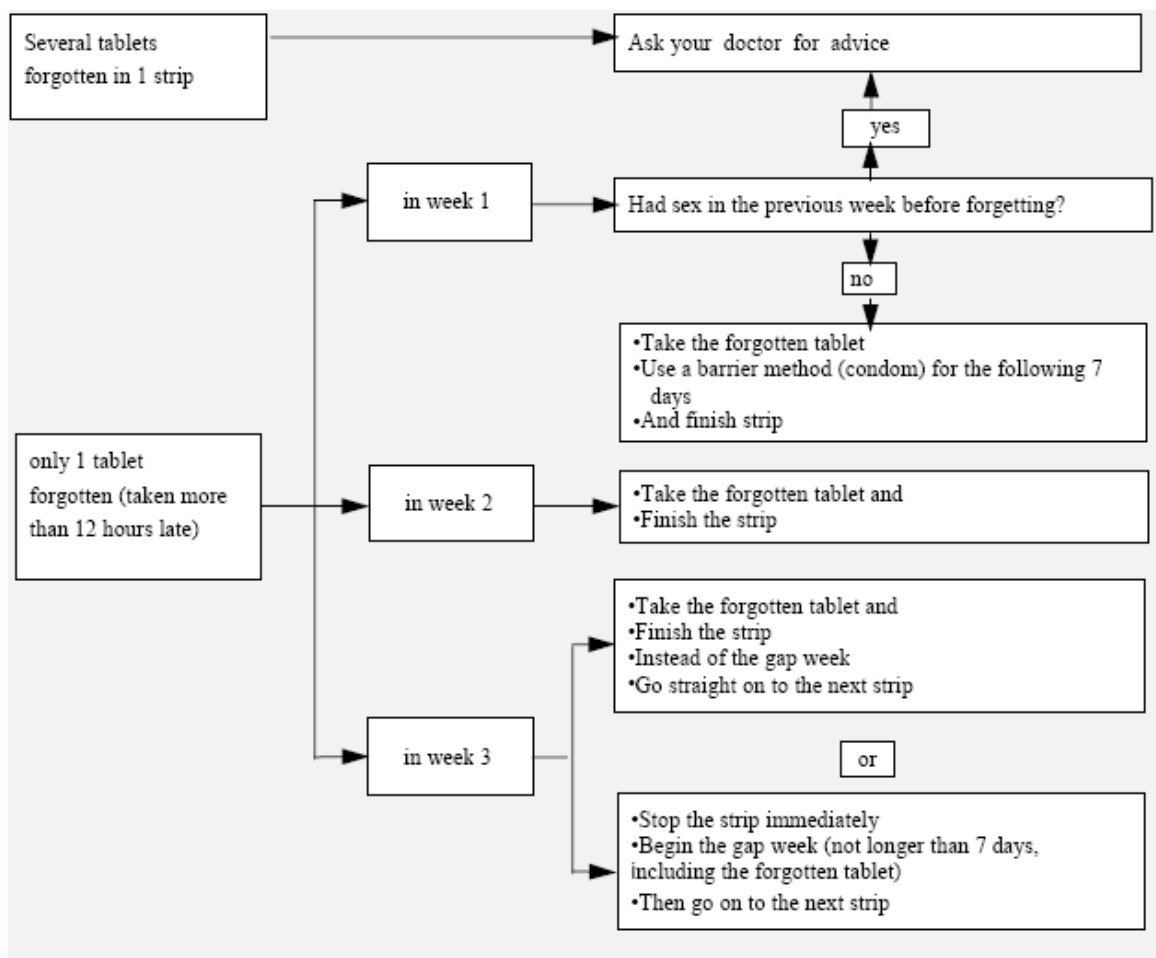 Several tablets
forgotten in 1 strip
Ask your doctor for advice
yes
in week 1
Had sex in the previous week before forgetting?
no
•Take the forgotten tablet
•Use a barrier method (condom) for the following 7
days
•And finish strip
only 1 tablet
forgotten (taken more
than 12 hours late)
in week 2
•Take the forgotten tablet and
•Finish the strip
•Take the forgotten tablet and
•Finish the strip
•Instead of the gap week
•Go straight on to the next strip
in week 3
or
•Stop the strip immediately
•Begin the gap week (not longer than 7 days,
including the forgotten tablet)
•Then go on to the next strip